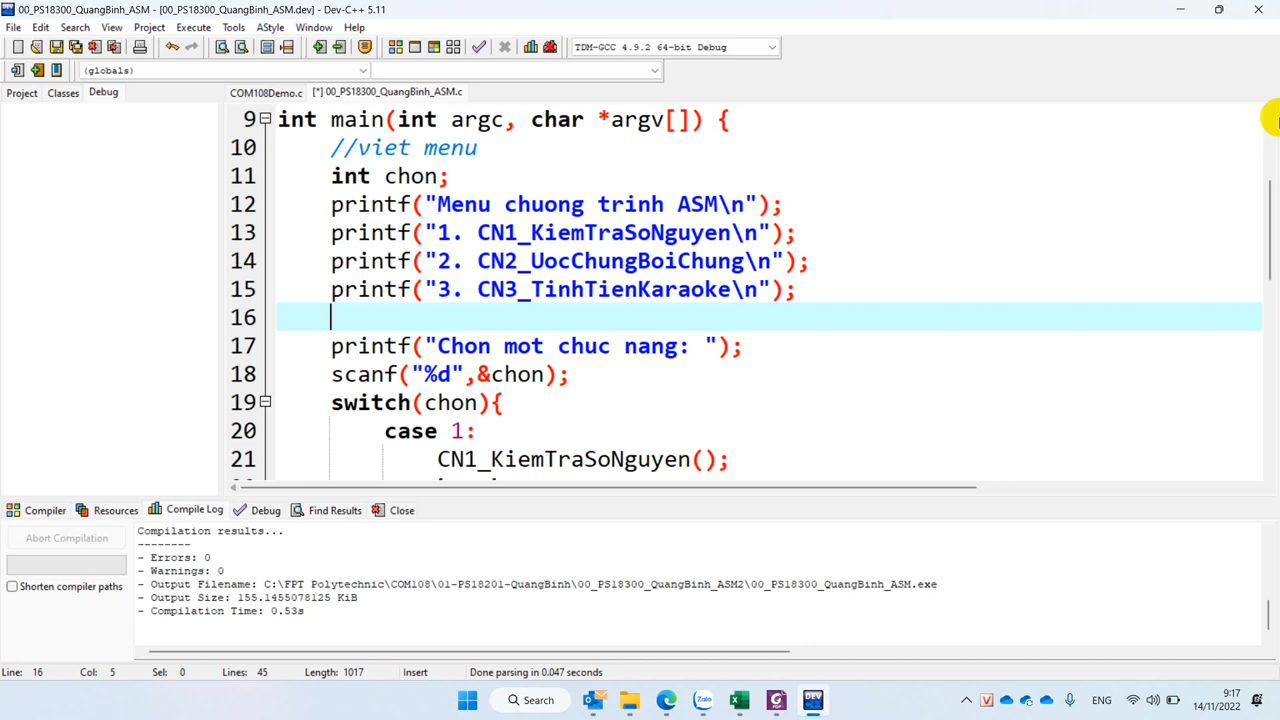 00_PS18300_QuangBinh_ASM - [00_PS18300_QuangBinh_ASM.dev] - Dev-C++ 5.11
File Edit Search View Project Execute Tools AStyle Window Help
TDM-GCC 4.9.2 64-bit Debug
(globals)
Project Classes Debug
COM108Demo.c [*] 00_PS18300_QuangBinh_ASM.c
9 int main(int argc, char *argv[]) {
10 //viet menu
11 int chon;
12 printf("Menu chuong trinh ASM\n");
13 printf("1. CN1_KiemTraSoNguyen\n");
14 printf("2. CN2_UocChungBoiChung\n");
15 printf("3. CN3_TinhTienKaraoke\n");
16
17 printf("Chon mot chuc nang: ");
18 scanf("%d",&chon);
19 switch(chon){
20 case 1:
21 CN1_KiemTraSoNguyen();
Compiler Resources Compile Log Debug Find Results Close
Abort Compilation
Shorten compiler paths
Compilation results...
--------
- Errors: 0
- Warnings: 0
- Output Filename: C:\FPT Polytechnic\COM108\01-PS18201-QuangBinh\00_PS18300_QuangBinh_ASM2\00_PS18300_QuangBinh_ASM.exe
- Output Size: 155.1455078125 KiB
- Compilation Time: 0.53s
Line: 16 Col: 5 Sel: 0 Lines: 45 Length: 1017 Insert Done parsing in 0.047 seconds
Search
Zalo
PDF
DEV
ENG
9:17
14/11/2022